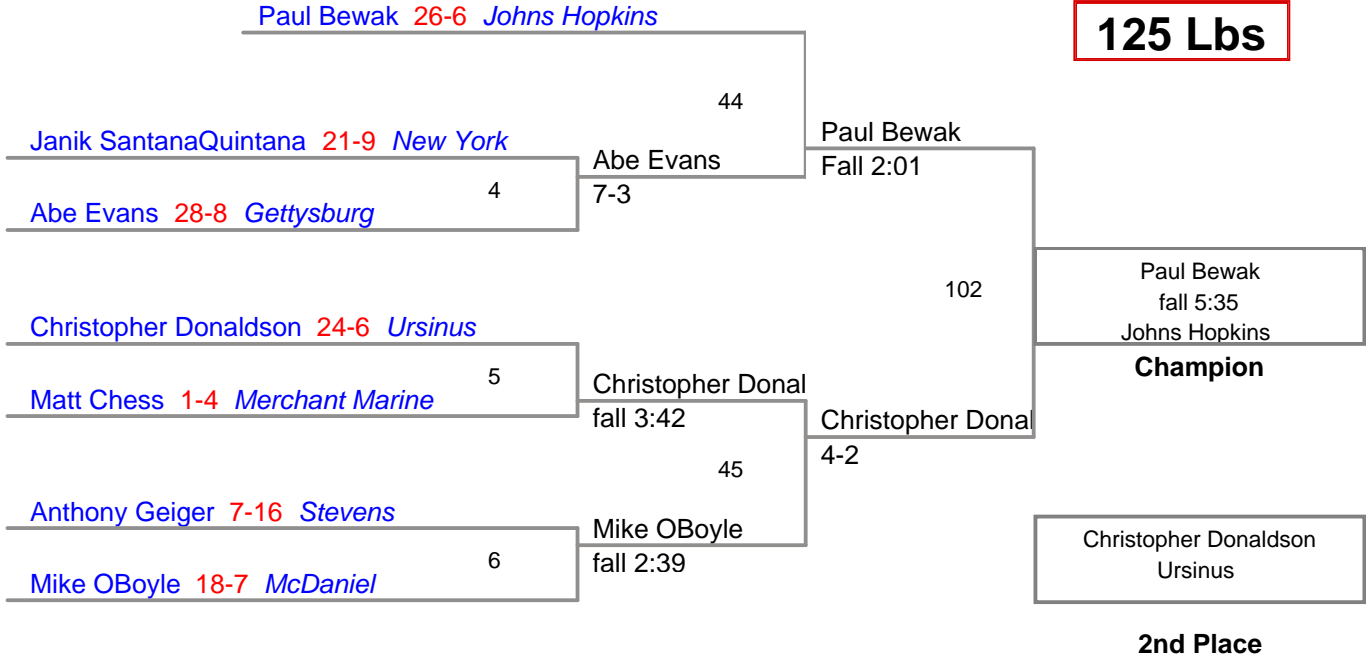 Paul Bewak 26-6 Johns Hopkins
125 Lbs
44
Janik SantanaQuintana 21-9 New York
Paul Bewak
Fall 2:01
Abe Evans
7-3
4
Abe Evans 28-8 Gettysburg
102
Paul Bewak
fall 5:35
Johns Hopkins
Champion
Christopher Donaldson 24-6 Ursinus
5
Christopher Donal
fall 3:42
Matt Chess 1-4 Merchant Marine
Christopher Donal
4-2
45
Anthony Geiger 7-16 Stevens
Mike OBoyle
fall 2:39
6
Mike OBoyle 18-7 McDaniel
Christopher Donaldson
Ursinus
2nd Place